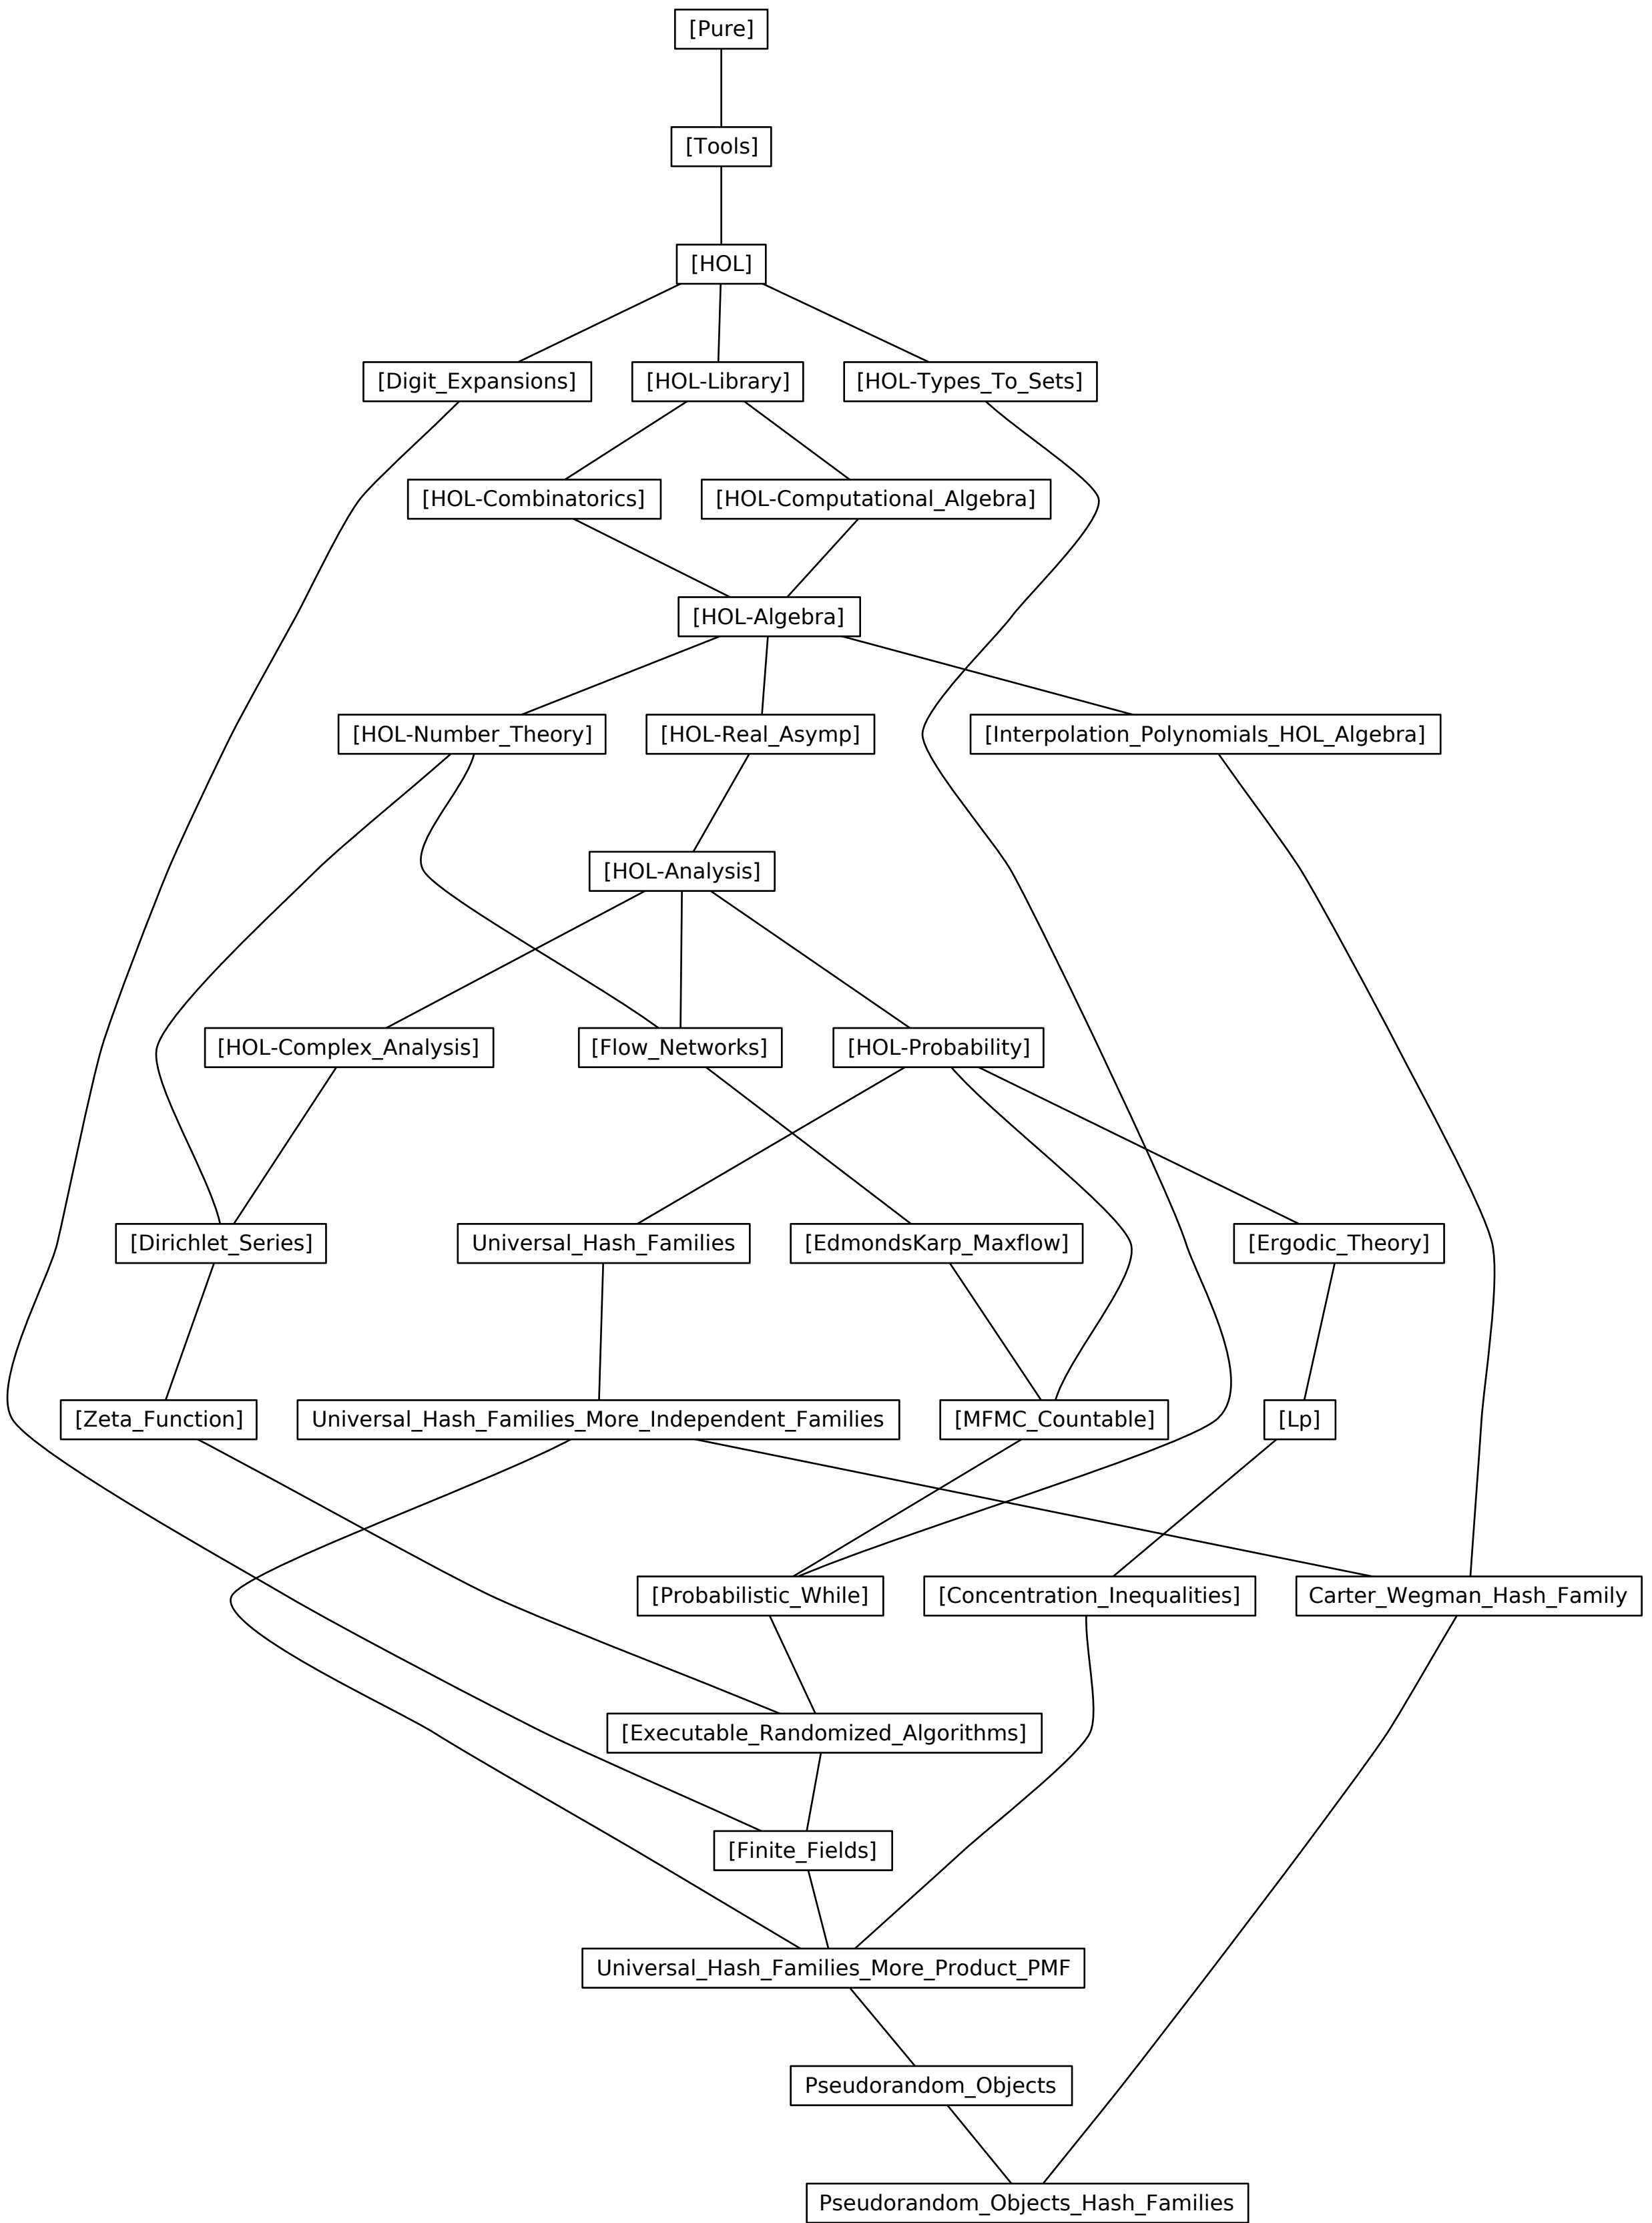 [Pure]
[Tools]
[HOL]
[Digit_Expansions]
[HOL-Library]
[HOL-Types_To_Sets]
[HOL-Combinatorics]
[HOL-Computational_Algebra]
[HOL-Algebra]
[HOL-Number_Theory]
[HOL-Real_Asymp]
[Interpolation_Polynomials_HOL_Algebra]
[HOL-Analysis]
[HOL-Complex_Analysis]
[Flow_Networks]
[HOL-Probability]
[Dirichlet_Series]
Universal_Hash_Families
[EdmondsKarp_Maxflow]
[Ergodic_Theory]
[Zeta_Function]
Universal_Hash_Families_More_Independent_Families
[MFMC_Countable]
[Lp]
[Probabilistic_While]
[Concentration_Inequalities]
Carter_Wegman_Hash_Family
[Executable_Randomized_Algorithms]
[Finite_Fields]
Universal_Hash_Families_More_Product_PMF
Pseudorandom_Objects
Pseudorandom_Objects_Hash_Families